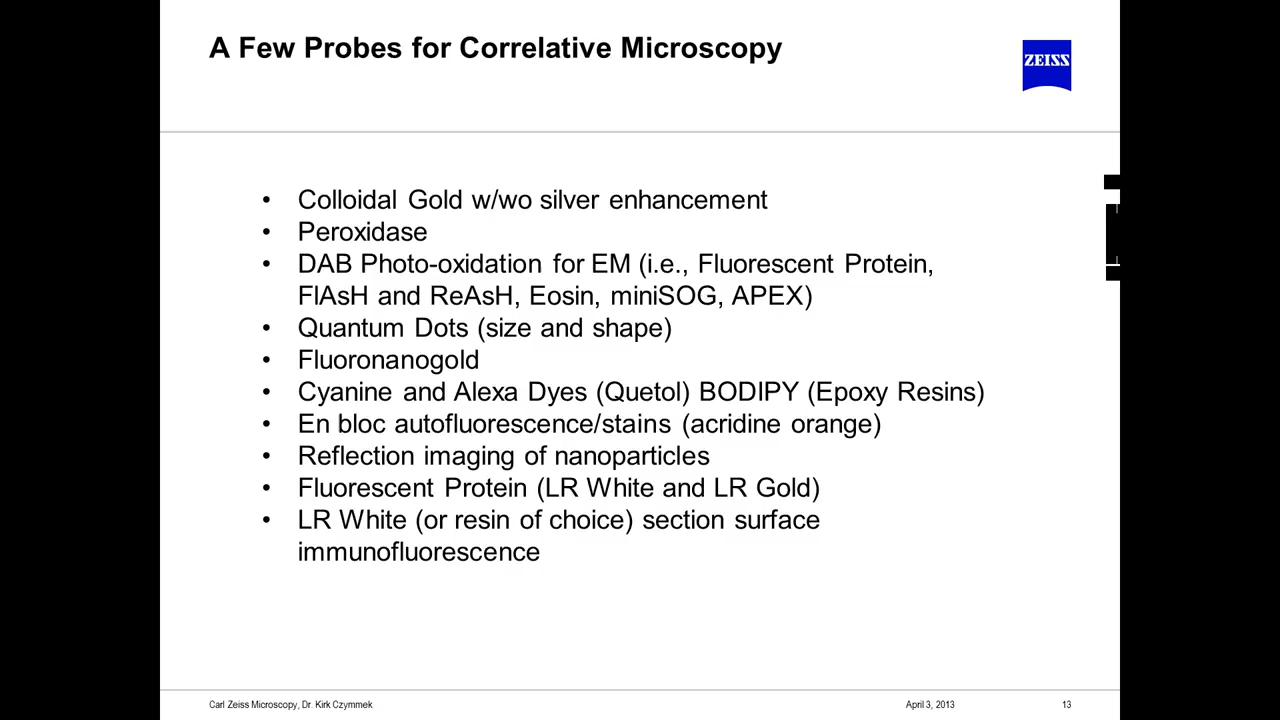 A Few Probes for Correlative Microscopy
ZEISS
• Colloidal Gold w/wo silver enhancement
• Peroxidase
• DAB Photo-oxidation for EM (i.e., Fluorescent Protein,
FlAsH and ReAsH, Eosin, miniSOG, APEX)
• Quantum Dots (size and shape)
• Fluoronanogold
• Cyanine and Alexa Dyes (Quetol) BODIPY (Epoxy Resins)
• En bloc autofluorescence/stains (acridine orange)
• Reflection imaging of nanoparticles
• Fluorescent Protein (LR White and LR Gold)
• LR White (or resin of choice) section surface
immunofluorescence
Carl Zeiss Microscopy, Dr. Kirk Czymmek April 3, 2013 13